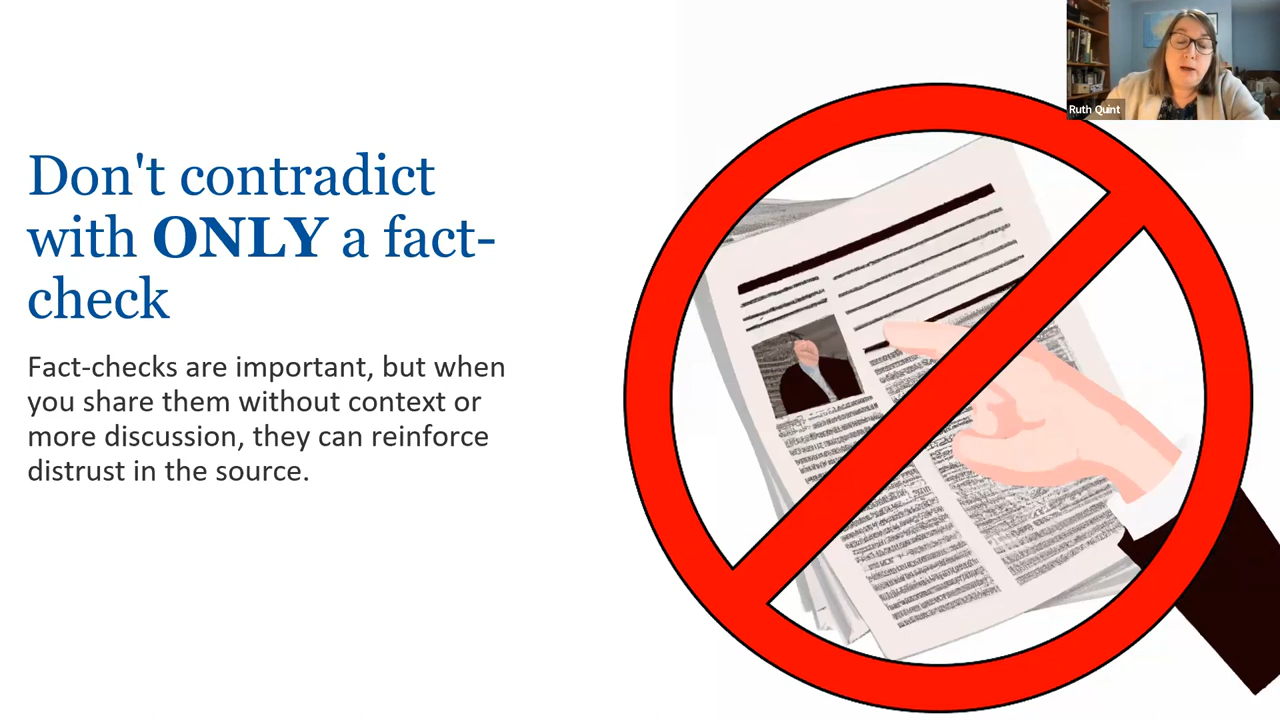 Don't contradict
with ONLY a fact-
check
Fact-checks are important, but when
you share them without context or
more discussion, they can reinforce
distrust in the source.
Ruth Quint